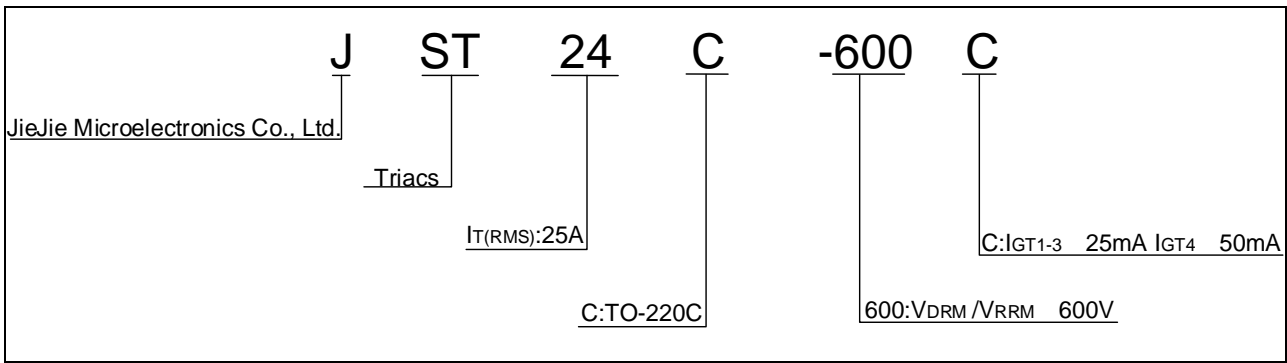 J ST 24 C -600 C
JieJie Microelectronics Co., Ltd.
Triacs
IT(RMS):25A
C:IGT1-3 25mA IGT4 50mA
C:TO-220C
600:VDRM /VRRM 600V